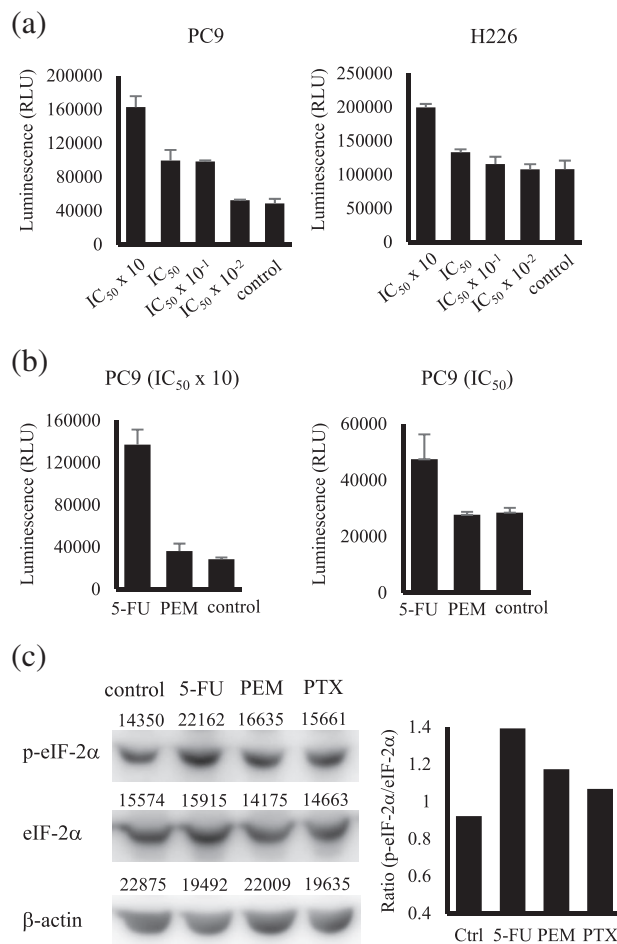 (a)
PC9
Luminescence (RLU)
200000
160000
120000
80000
40000
0
IC50 x 10
IC50
IC50 x 10-1
IC50 x 10-2
control
H226
Luminescence (RLU)
250000
200000
150000
100000
50000
0
IC50 x 10
IC50
IC50 x 10-1
IC50 x 10-2
control
(b)
PC9 (IC50 x 10)
Luminescence (RLU)
160000
120000
80000
40000
0
5-FU PEM control
PC9 (IC50)
Luminescence (RLU)
60000
40000
20000
0
5-FU PEM control
(c)
control 5-FU PEM PTX
14350 22162 16635 15661
p-eIF-2α
15574 15915 14175 14663
eIF-2α
22875 19492 22009 19635
β-actin
Ratio (p-eIF-2α/eIF-2α)
1.4
1.2
1
0.8
0.6
0.4
Ctrl 5-FU PEM PTX